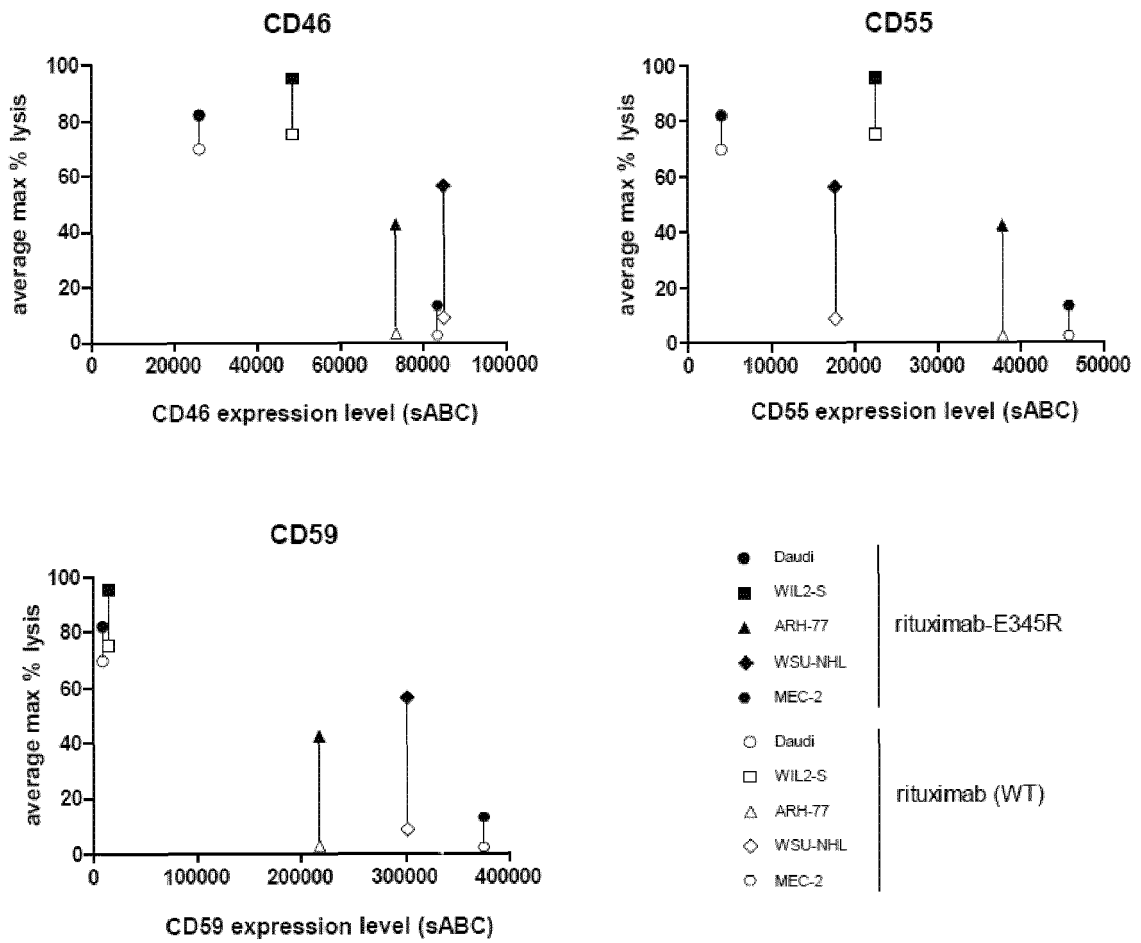 CD46
100
80
60
40
20
0
average max % lysis
0 20000 40000 60000 80000 100000
CD46 expression level (sABC)
CD55
100
80
60
40
20
0
average max % lysis
0 10000 20000 30000 40000 50000
CD55 expression level (sABC)
CD59
100
80
60
40
20
0
average max % lysis
0 100000 200000 300000 400000
CD59 expression level (sABC)
Daudi
WIL2-S
ARH-77
WSU-NHL
MEC-2
rituximab-E345R
Daudi
WIL2-S
ARH-77
WSU-NHL
MEC-2
rituximab (WT)